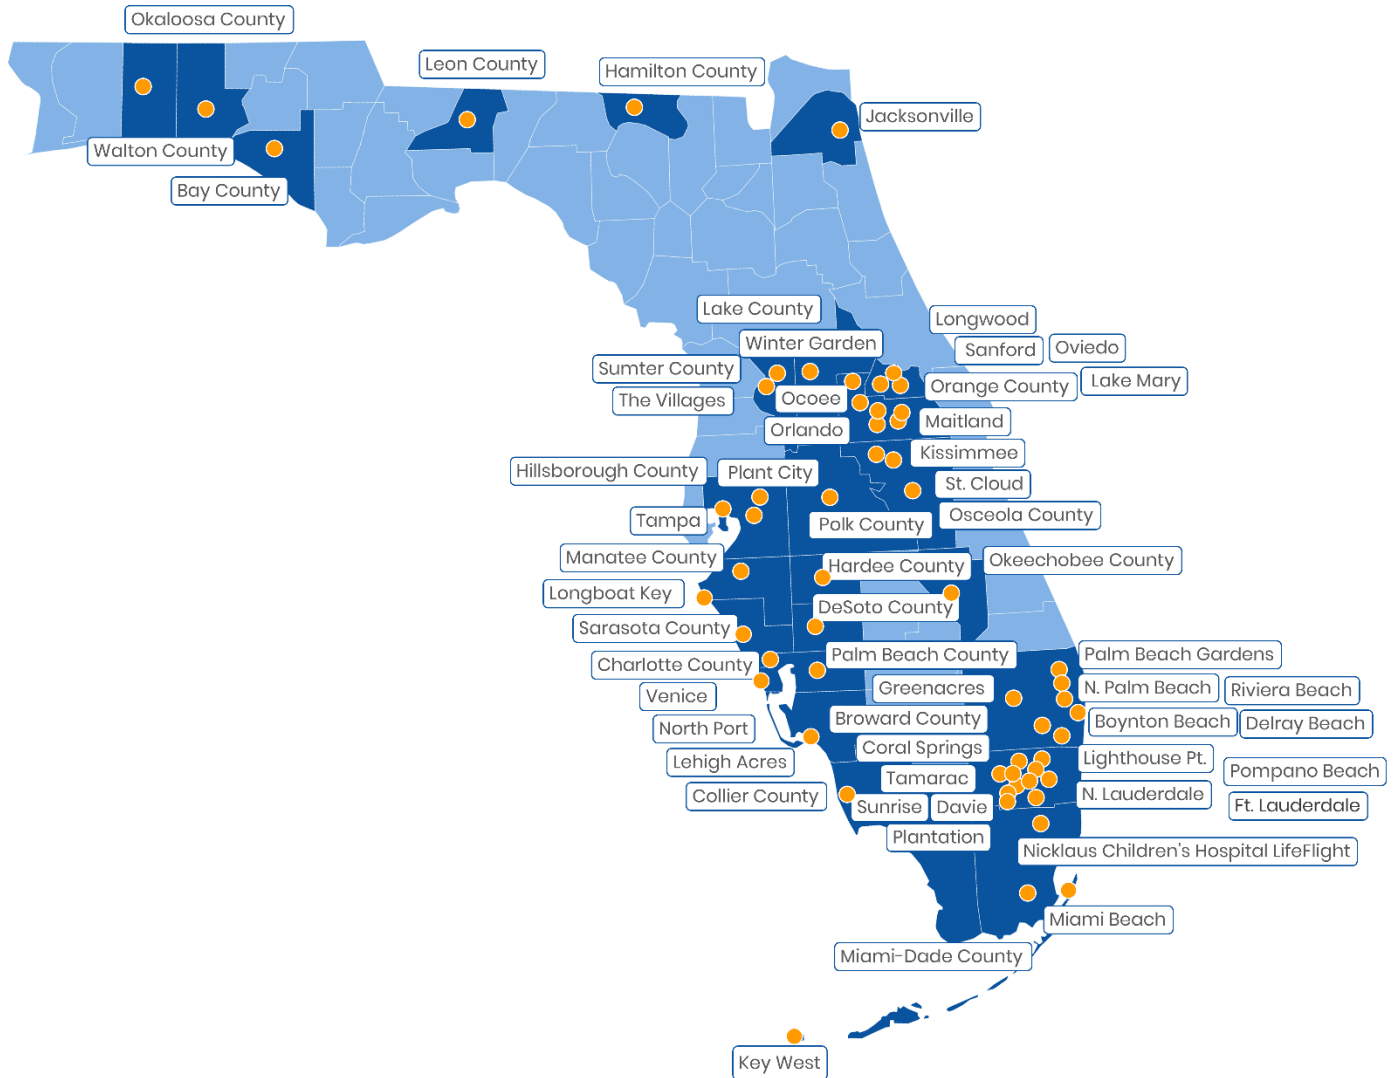 Okaloosa County
Leon County
Hamilton County
Jacksonville
Walton County
Bay County
Lake County
Longwood
Winter Garden
Sanford
Oviedo
Sumter County
Orange County
Lake Mary
The Villages
Ocoee
Orlando
Maitland
Kissimmee
Hillsborough County
Plant City
St. Cloud
Tampa
Polk County
Osceola County
Manatee County
Hardee County
Okeechobee County
Longboat Key
DeSoto County
Sarasota County
Charlotte County
Palm Beach County
Palm Beach Gardens
Venice
Greenacres
N. Palm Beach
Riviera Beach
North Port
Broward County
Boynton Beach
Delray Beach
Lehigh Acres
Coral Springs
Lighthouse Pt.
Pompano Beach
Collier County
Tamarac
N. Lauderdale
Ft. Lauderdale
Sunrise
Davie
Plantation
Nicklaus Children's Hospital LifeFlight
Miami Beach
Miami-Dade County
Key West